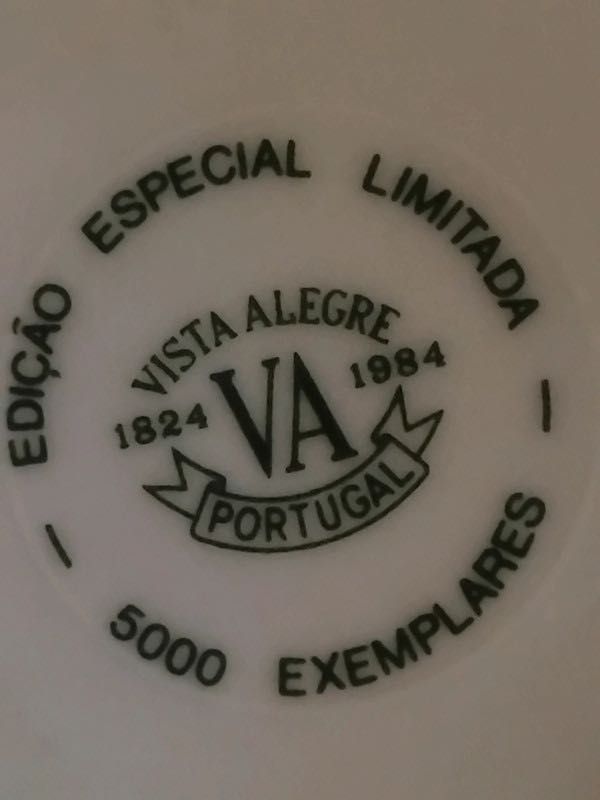 EDIÇÃO ESPECIAL LIMITADA
VISTA ALEGRE
1824 VA 1984
PORTUGAL
— 5000 EXEMPLARES —